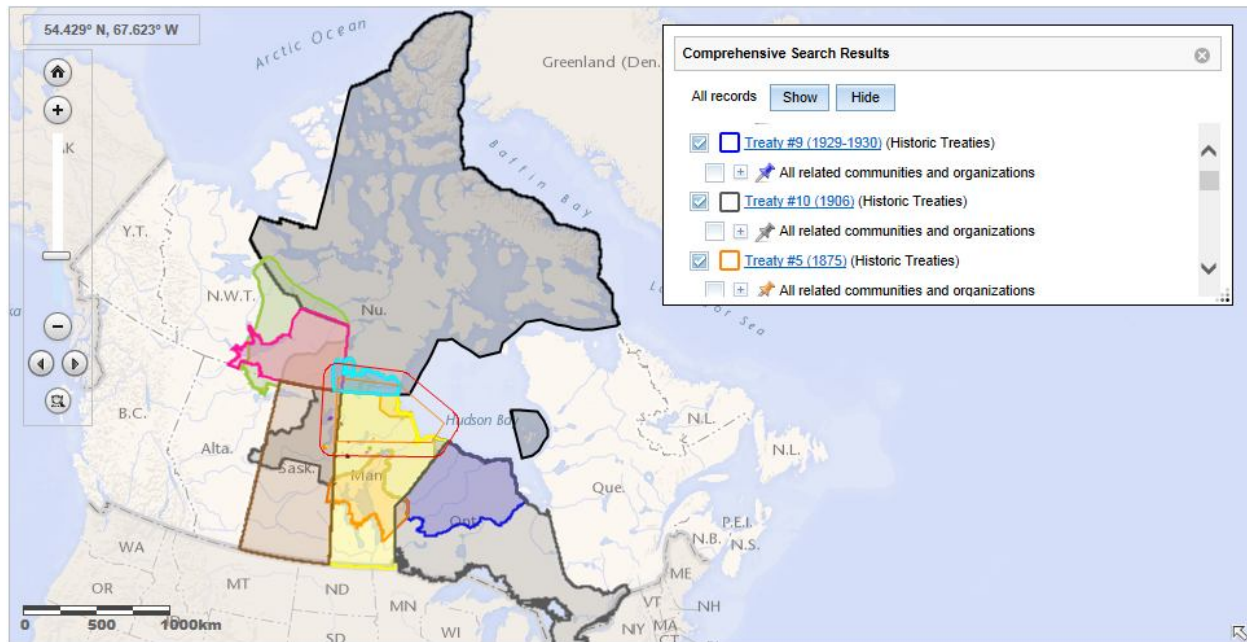 54.429° N, 67.623° W
Arctic Ocean
Greenland (Den.
Baffin Bay
Y.T.
N.W.T.
Nu.
Hudson Bay
B.C.
Alta.
Sask.
Man
Ont
Que.
N.L.
N.L.
P.E.I.
N.B.
N.S.
WA
OR
MT
ND
SD
MN
WI
ME
VT
NH
NY
MA
CT
0 500 1000km
Comprehensive Search Results
All records Show Hide
Treaty #9 (1929-1930) (Historic Treaties)
All related communities and organizations
Treaty #10 (1906) (Historic Treaties)
All related communities and organizations
Treaty #5 (1875) (Historic Treaties)
All related communities and organizations